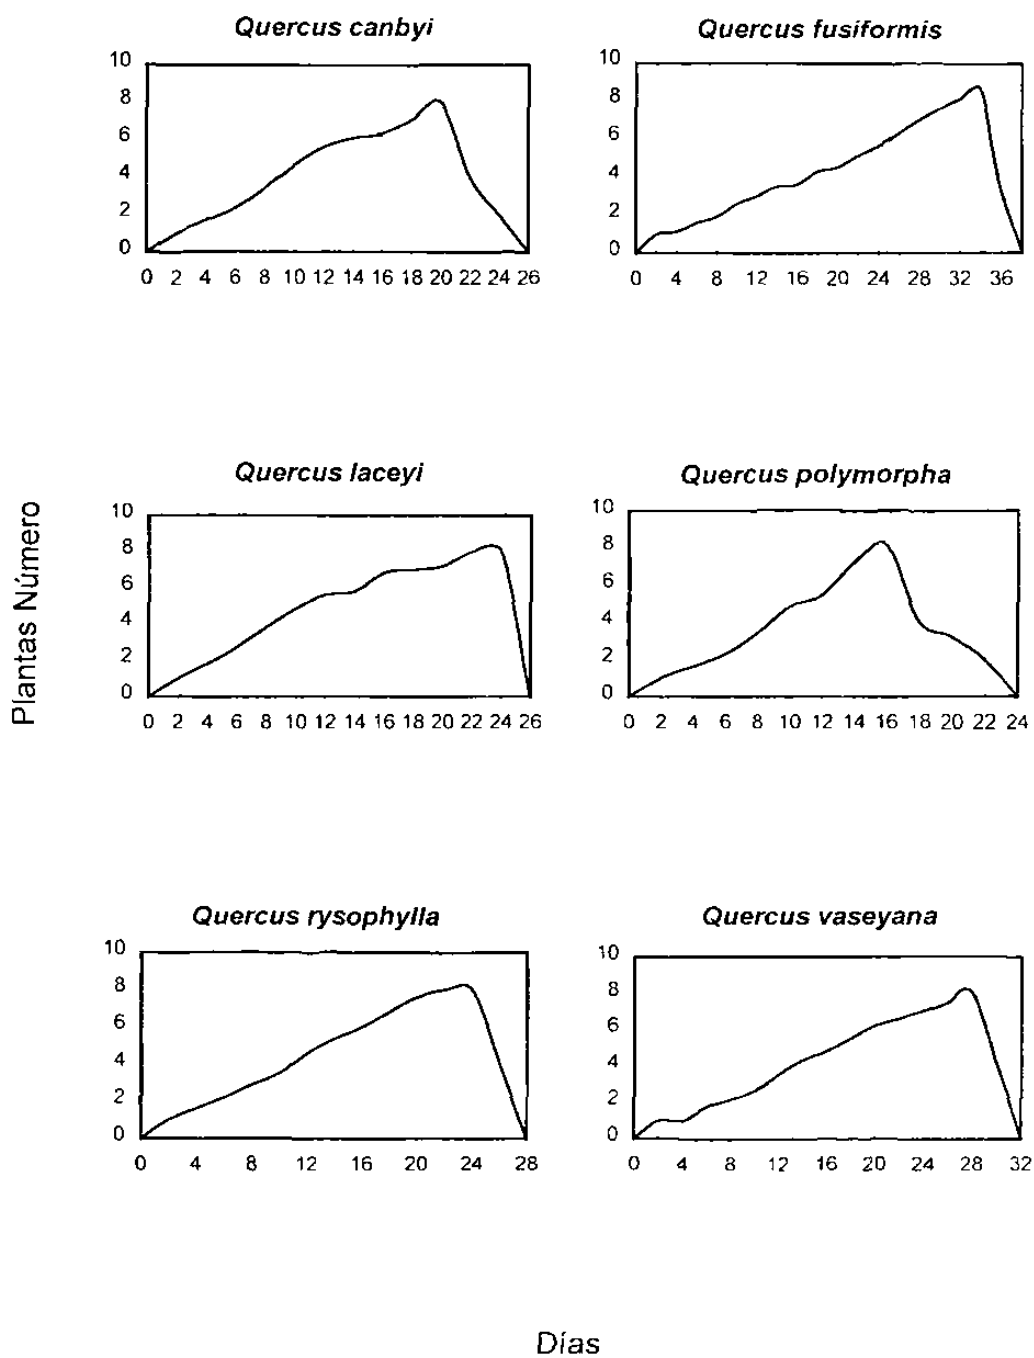 Quercus canbyi
10
8
6
4
2
0
0 2 4 6 8 10 12 14 16 18 20 22 24 26
Quercus fusiformis
10
8
6
4
2
0
0 4 8 12 16 20 24 28 32 36
Plantas Número
Quercus laceyi
10
8
6
4
2
0
0 2 4 6 8 10 12 14 16 18 20 22 24 26
Quercus polymorpha
10
8
6
4
2
0
0 2 4 6 8 10 12 14 16 18 20 22 24
Quercus rysophylla
10
8
6
4
2
0
0 4 8 12 16 20 24 28
Quercus vaseyana
10
8
6
4
2
0
0 4 8 12 16 20 24 28 32
Días